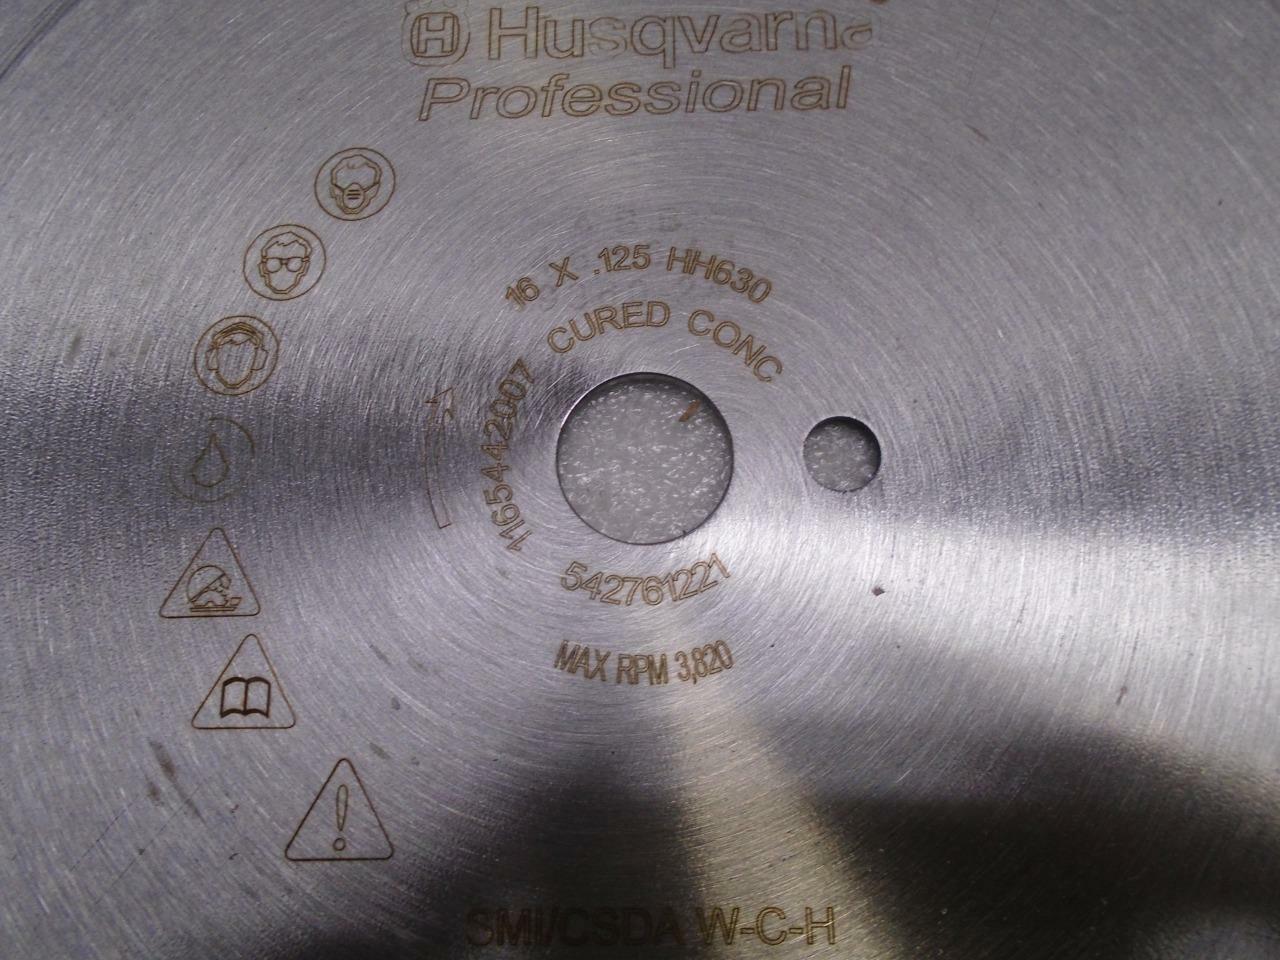 H Husqvarna
Professional
16 X .125 HH630
CURED CONC
1165442007
542761221
MAX RPM 3,820
SMI/CSDA W-C-H